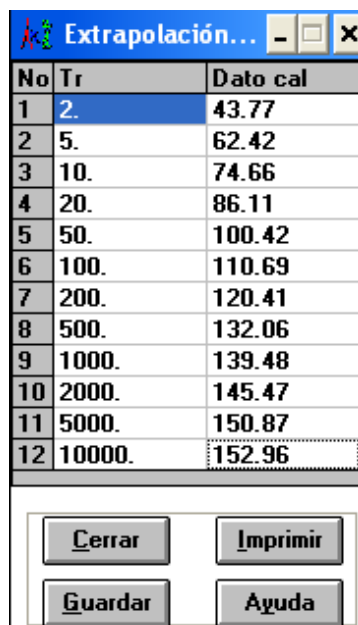 Extrapolación...
No Tr Dato cal
1 2. 43.77
2 5. 62.42
3 10. 74.66
4 20. 86.11
5 50. 100.42
6 100. 110.69
7 200. 120.41
8 500. 132.06
9 1000. 139.48
10 2000. 145.47
11 5000. 150.87
12 10000. 152.96
Cerrar Imprimir
Guardar Ayuda